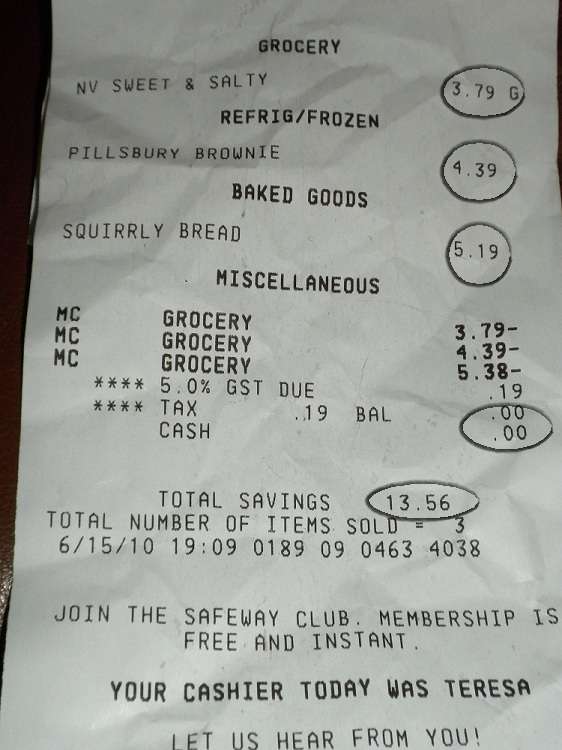 GROCERY
NV SWEET & SALTY 3.79 G
REFRIG/FROZEN
PILLSBURY BROWNIE 4.39
BAKED GOODS
SQUIRRLY BREAD 5.19
MISCELLANEOUS
MC GROCERY 3.79-
MC GROCERY 4.39-
MC GROCERY 5.38-
**** 5.0% GST DUE .19
**** TAX .19 BAL .00
CASH .00
TOTAL SAVINGS 13.56
TOTAL NUMBER OF ITEMS SOLD = 3
6/15/10 19:09 0189 09 0463 4038
JOIN THE SAFEWAY CLUB. MEMBERSHIP IS
FREE AND INSTANT.
YOUR CASHIER TODAY WAS TERESA
LET US HEAR FROM YOU!